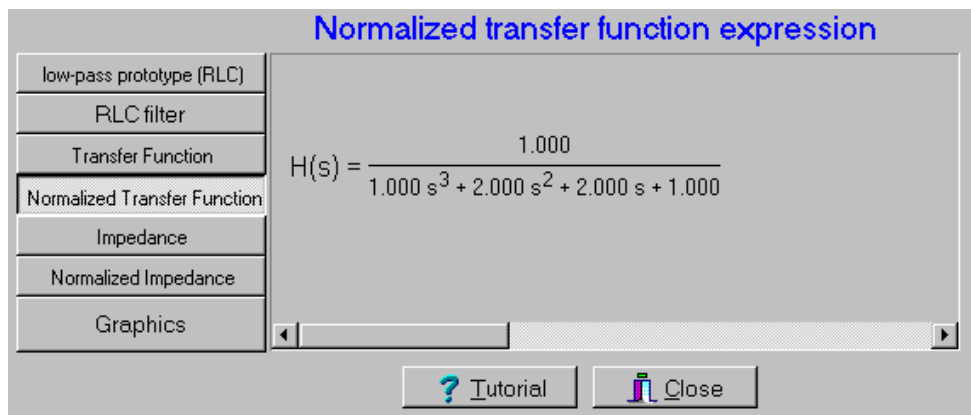 Normalized transfer function expression
low-pass prototype (RLC)
RLC filter
Transfer Function
Normalized Transfer Function
Impedance
Normalized Impedance
Graphics
H(s) =
1.000
1.000 s³ + 2.000 s² + 2.000 s + 1.000
? Tutorial
Close